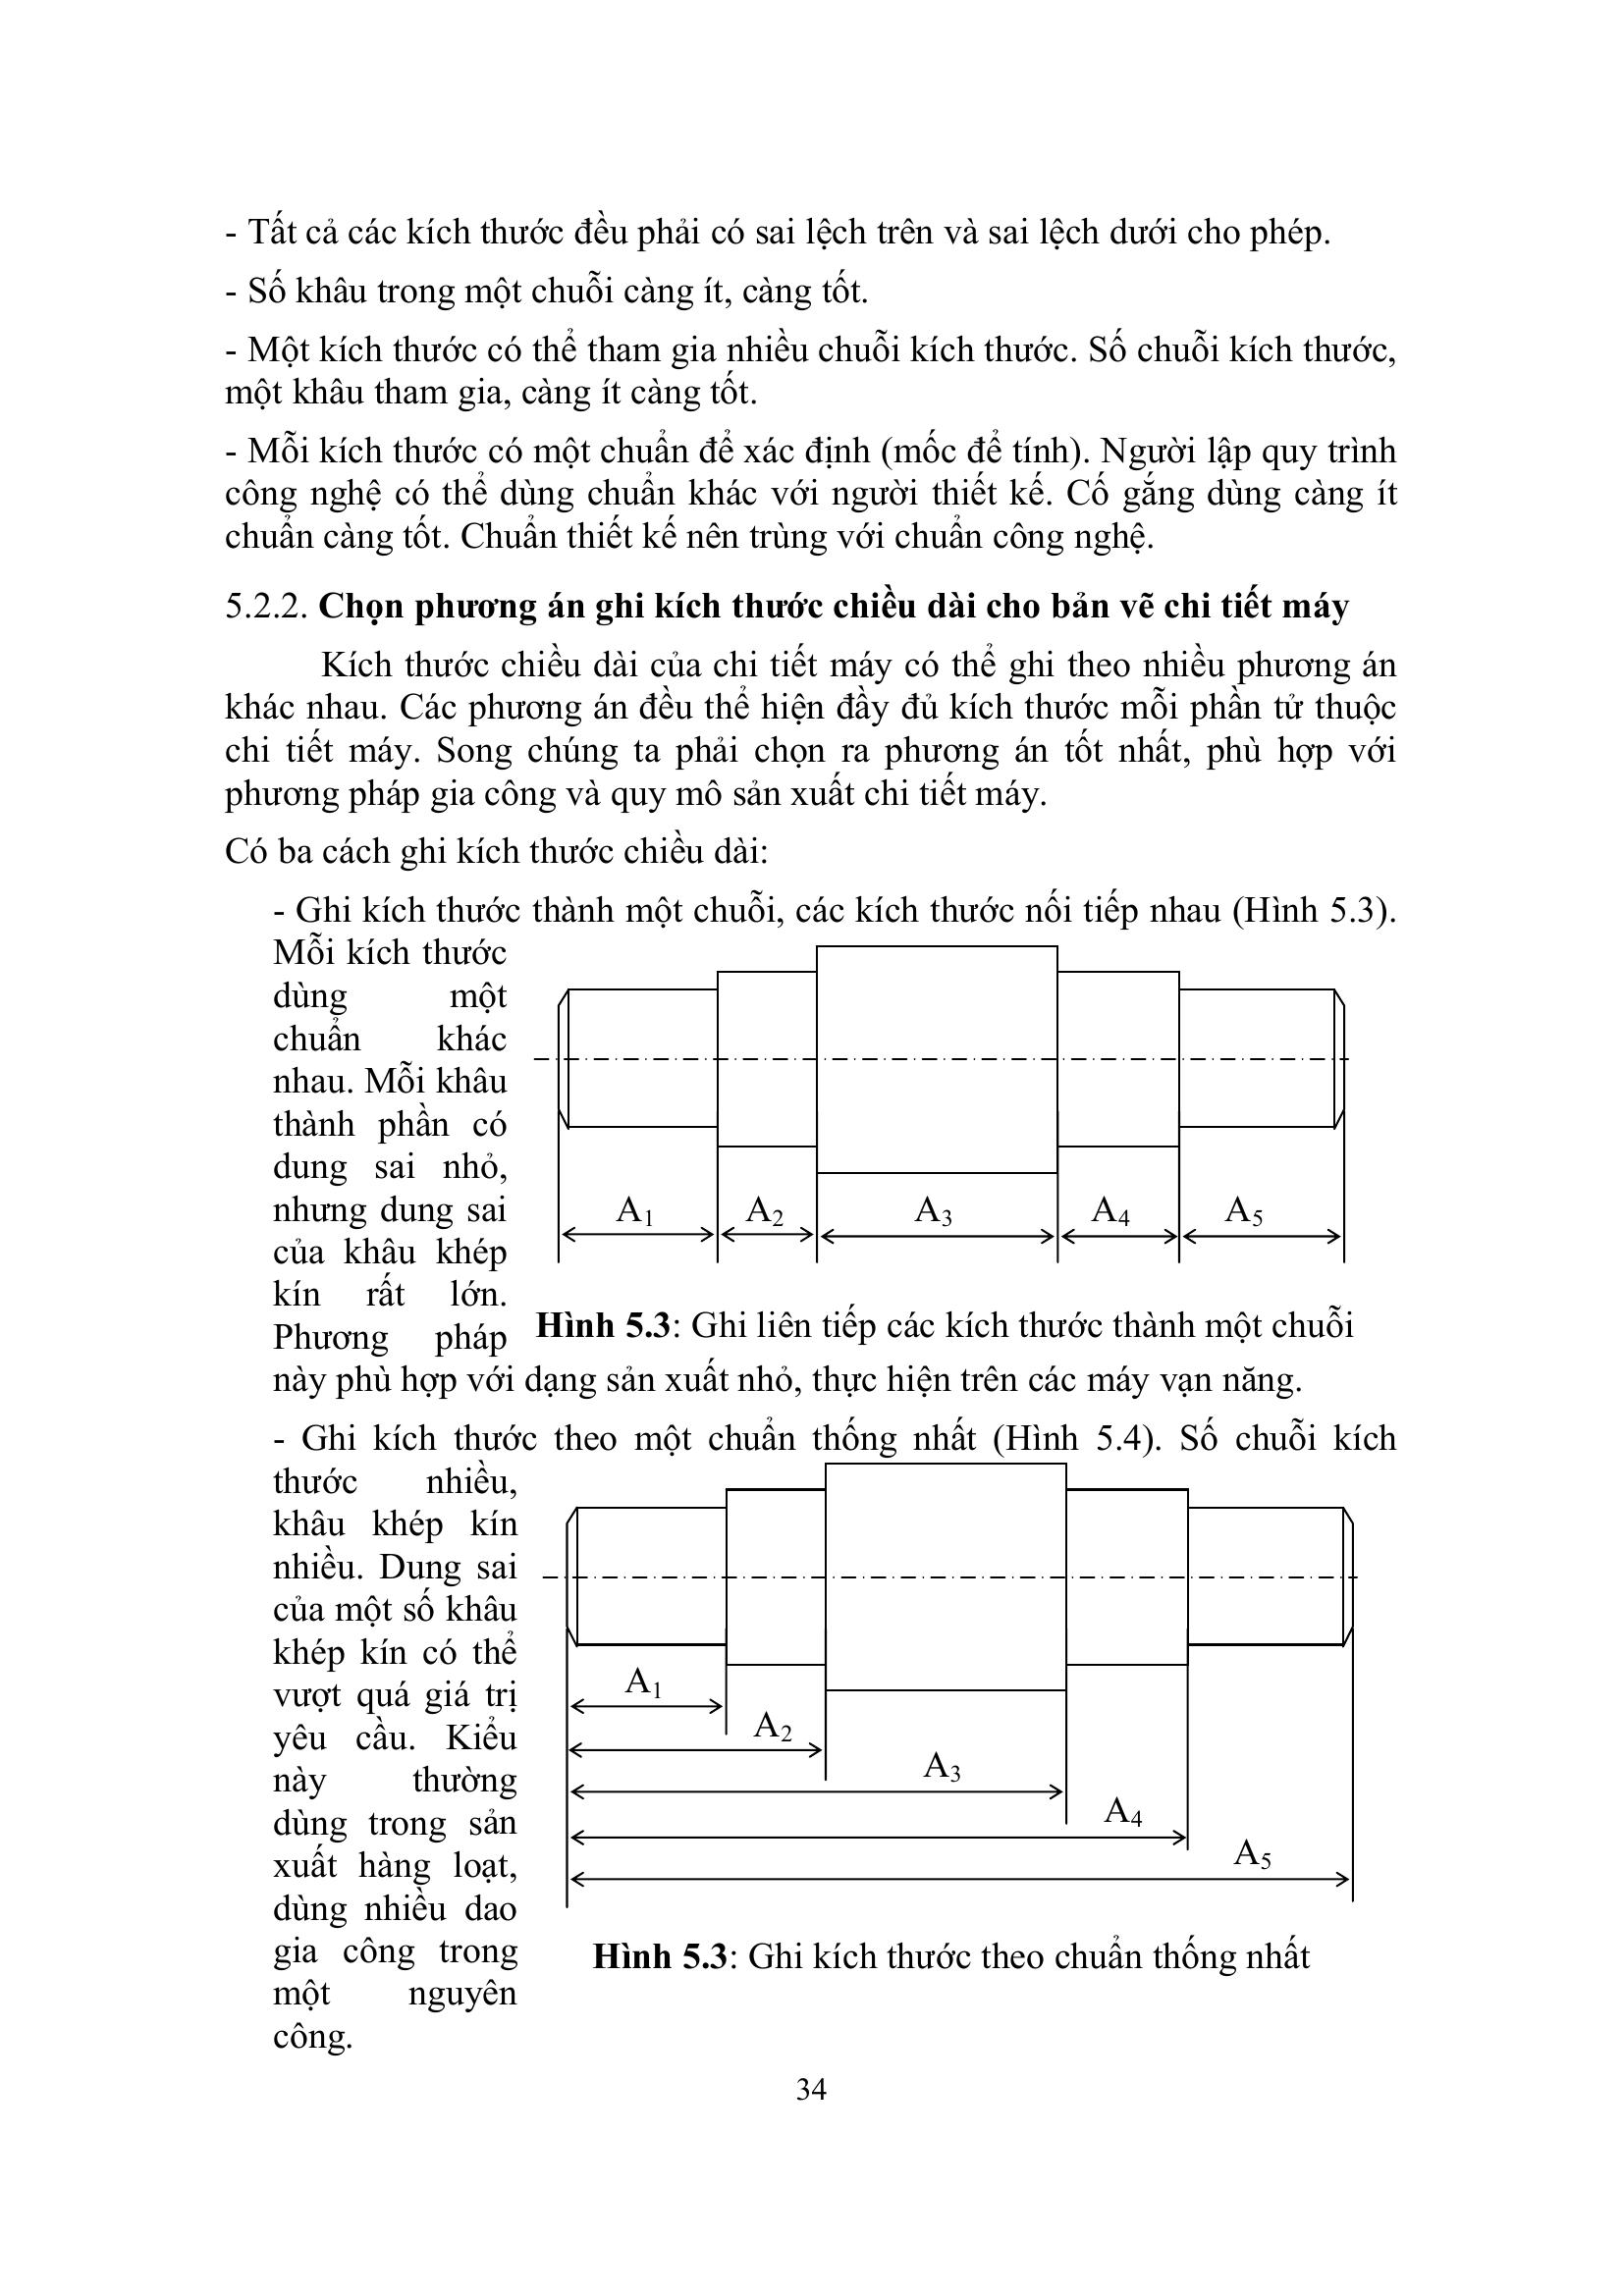 - Tất cả các kích thước đều phải có sai lệch trên và sai lệch dưới cho phép.
- Số khâu trong một chuỗi càng ít, càng tốt.
- Một kích thước có thể tham gia nhiều chuỗi kích thước. Số chuỗi kích thước,
một khâu tham gia, càng ít càng tốt.
- Mỗi kích thước có một chuẩn để xác định (mốc để tính). Người lập quy trình
công nghệ có thể dùng chuẩn khác với người thiết kế. Cố gắng dùng càng ít
chuẩn càng tốt. Chuẩn thiết kế nên trùng với chuẩn công nghệ.
5.2.2. Chọn phương án ghi kích thước chiều dài cho bản vẽ chi tiết máy
Kích thước chiều dài của chi tiết máy có thể ghi theo nhiều phương án
khác nhau. Các phương án đều thể hiện đầy đủ kích thước mỗi phần tử thuộc
chi tiết máy. Song chúng ta phải chọn ra phương án tốt nhất, phù hợp với
phương pháp gia công và quy mô sản xuất chi tiết máy.
Có ba cách ghi kích thước chiều dài:
- Ghi kích thước thành một chuỗi, các kích thước nối tiếp nhau (Hình 5.3).
Mỗi kích thước
dùng một
chuẩn khác
nhau. Mỗi khâu
thành phần có
dung sai nhỏ,
nhưng dung sai
của khâu khép
kín rất lớn.
Phương pháp
A1 A2 A3 A4 A5
Hình 5.3: Ghi liên tiếp các kích thước thành một chuỗi
này phù hợp với dạng sản xuất nhỏ, thực hiện trên các máy vạn năng.
- Ghi kích thước theo một chuẩn thống nhất (Hình 5.4). Số chuỗi kích
thước nhiều,
khâu khép kín
nhiều. Dung sai
của một số khâu
khép kín có thể
vượt quá giá trị
yêu cầu. Kiểu
này thường
dùng trong sản
xuất hàng loạt,
dùng nhiều dao
gia công trong
một nguyên
công.
A1
A2
A3
A4
A5
Hình 5.3: Ghi kích thước theo chuẩn thống nhất
34